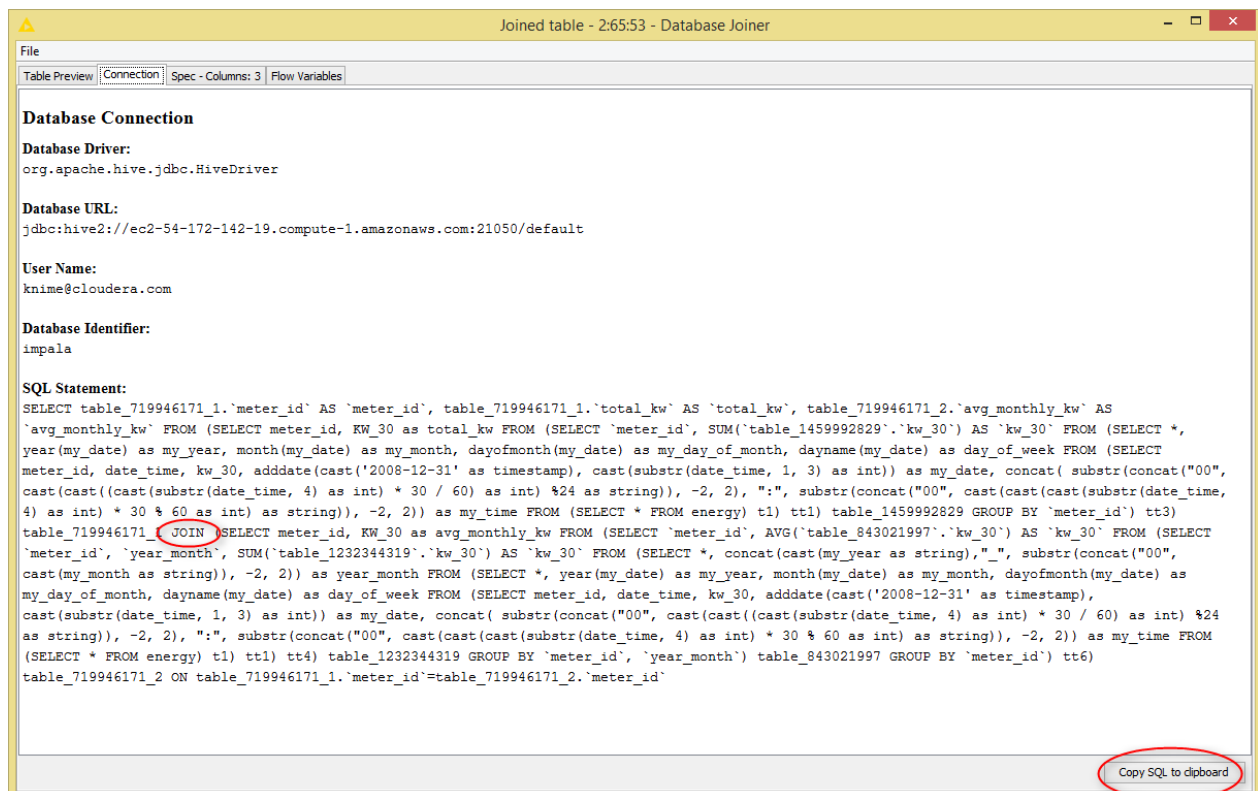 Joined table - 2:65:53 - Database Joiner
File
Table Preview Connection Spec - Columns: 3 Flow Variables
Database Connection
Database Driver:
org.apache.hive.jdbc.HiveDriver
Database URL:
jdbc:hive2://ec2-54-172-142-19.compute-1.amazonaws.com:21050/default
User Name:
knime@cloudera.com
Database Identifier:
impala
SQL Statement:
SELECT table_719946171_1.`meter_id` AS `meter_id`, table_719946171_1.`total_kw` AS `total_kw`, table_719946171_2.`avg_monthly_kw` AS
`avg_monthly_kw` FROM (SELECT meter_id, KW_30 as total_kw FROM (SELECT `meter_id`, SUM(`table_1459992829`.`kw_30`) AS `kw_30` FROM (SELECT *,
year(my_date) as my_year, month(my_date) as my_month, dayofmonth(my_date) as my_day_of_month, dayname(my_date) as day_of_week FROM (SELECT
meter_id, date_time, kw_30, adddate(cast('2008-12-31' as timestamp), cast(substr(date_time, 1, 3) as int)) as my_date, concat( substr(concat("00",
cast(cast((cast(substr(date_time, 4) as int) * 30 / 60) as int) %24 as string)), -2, 2), ":", substr(concat("00", cast(cast(cast(substr(date_time,
4) as int) * 30 % 60 as int) as string)), -2, 2)) as my_time FROM (SELECT * FROM energy) t1) tt1) table_1459992829 GROUP BY `meter_id`) tt3)
table_719946171_1 JOIN (SELECT meter_id, KW_30 as avg_monthly_kw FROM (SELECT `meter_id`, AVG(`table_843021997`.`kw_30`) AS `kw_30` FROM (SELECT
`meter_id`, `year_month`, SUM(`table_1232344319`.`kw_30`) AS `kw_30` FROM (SELECT *, concat(cast(my_year as string),"_", substr(concat("00",
cast(my_month as string)), -2, 2)) as year_month FROM (SELECT *, year(my_date) as my_year, month(my_date) as my_month, dayofmonth(my_date) as
my_day_of_month, dayname(my_date) as day_of_week FROM (SELECT meter_id, date_time, kw_30, adddate(cast('2008-12-31' as timestamp),
cast(substr(date_time, 1, 3) as int)) as my_date, concat( substr(concat("00", cast(cast((cast(substr(date_time, 4) as int) * 30 / 60) as int) %24
as string)), -2, 2), ":", substr(concat("00", cast(cast(cast(substr(date_time, 4) as int) * 30 % 60 as int) as string)), -2, 2)) as my_time FROM
(SELECT * FROM energy) t1) tt1) tt4) table_1232344319 GROUP BY `meter_id`, `year_month`) table_843021997 GROUP BY `meter_id`) tt6)
table_719946171_2 ON table_719946171_1.`meter_id`=table_719946171_2.`meter_id`
Copy SQL to clipboard